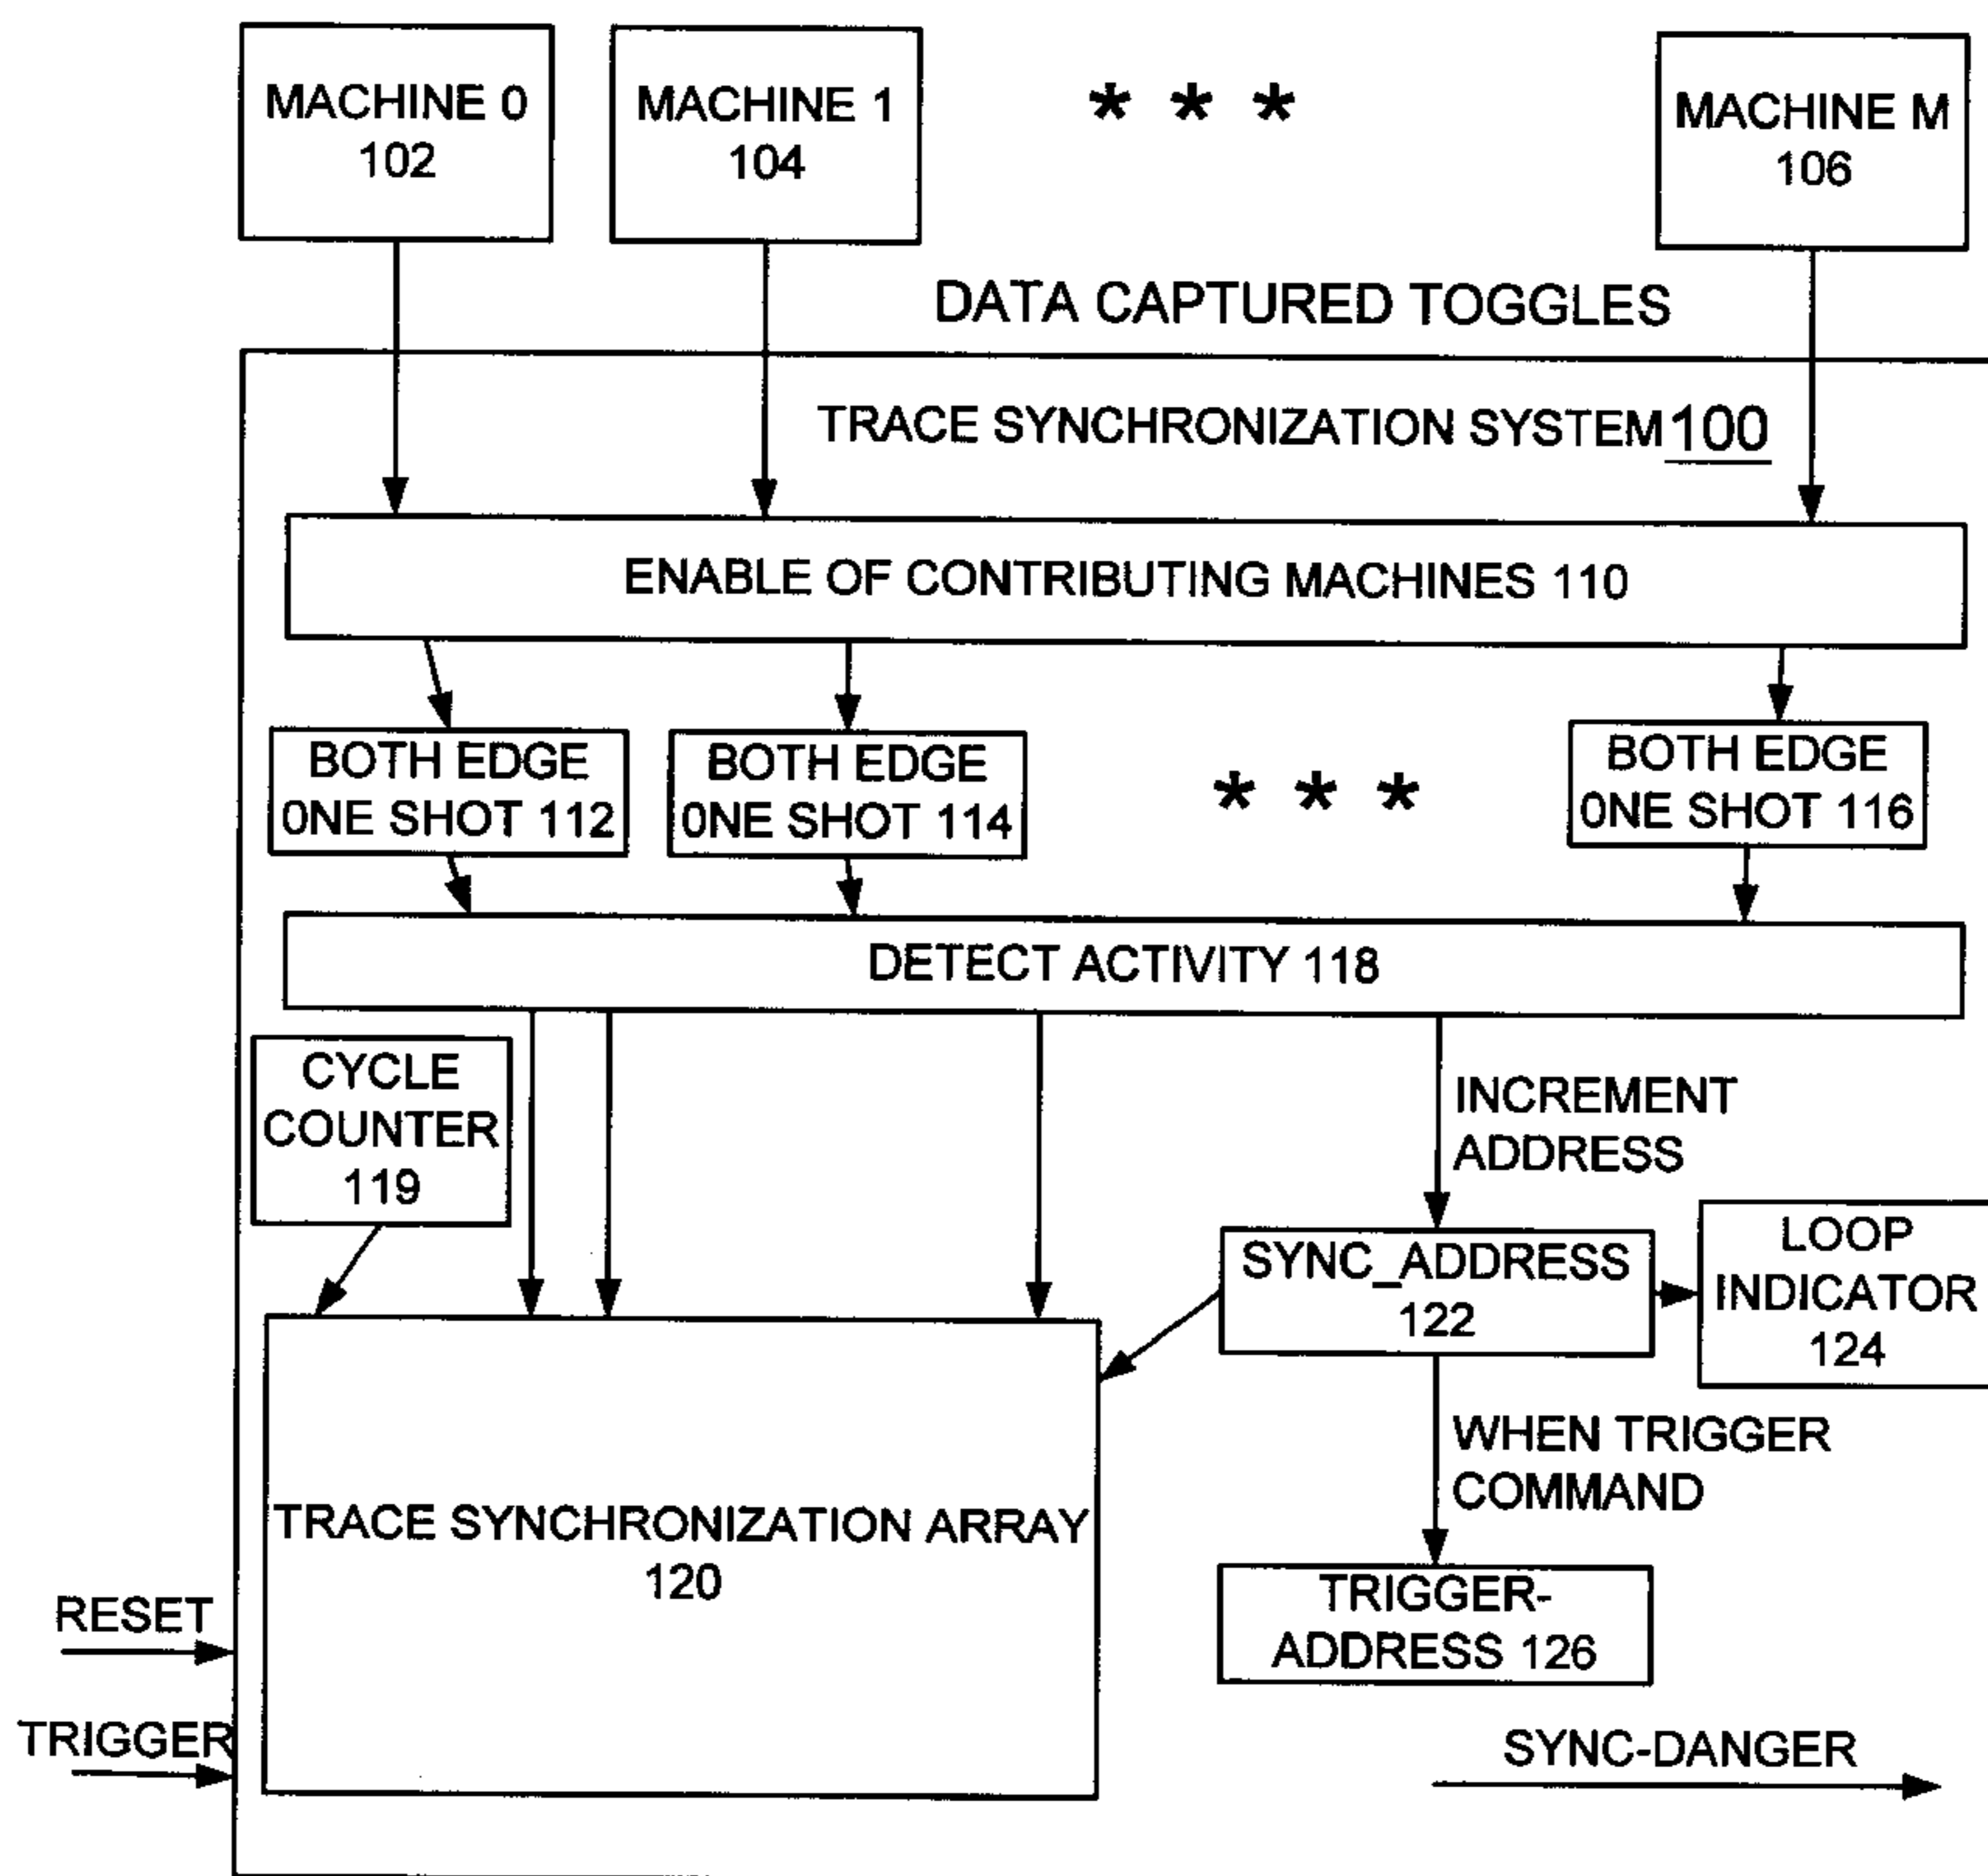 MACHINE 0
102
MACHINE 1
104
* * *
MACHINE M
106
DATA CAPTURED TOGGLES
TRACE SYNCHRONIZATION SYSTEM 100
ENABLE OF CONTRIBUTING MACHINES 110
BOTH EDGE
0NE SHOT 112
BOTH EDGE
0NE SHOT 114
* * *
BOTH EDGE
0NE SHOT 116
DETECT ACTIVITY 118
CYCLE
COUNTER
119
INCREMENT
ADDRESS
SYNC_ADDRESS
122
LOOP
INDICATOR
124
WHEN TRIGGER
COMMAND
TRACE SYNCHRONIZATION ARRAY
120
TRIGGER-
ADDRESS 126
RESET
TRIGGER
SYNC-DANGER